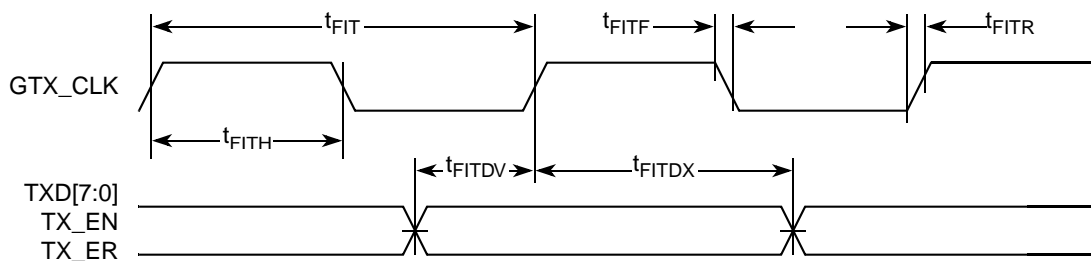 tFIT
tFITF
tFITR
GTX_CLK
tFITH
tFITDV
tFITDX
TXD[7:0]
TX_EN
TX_ER